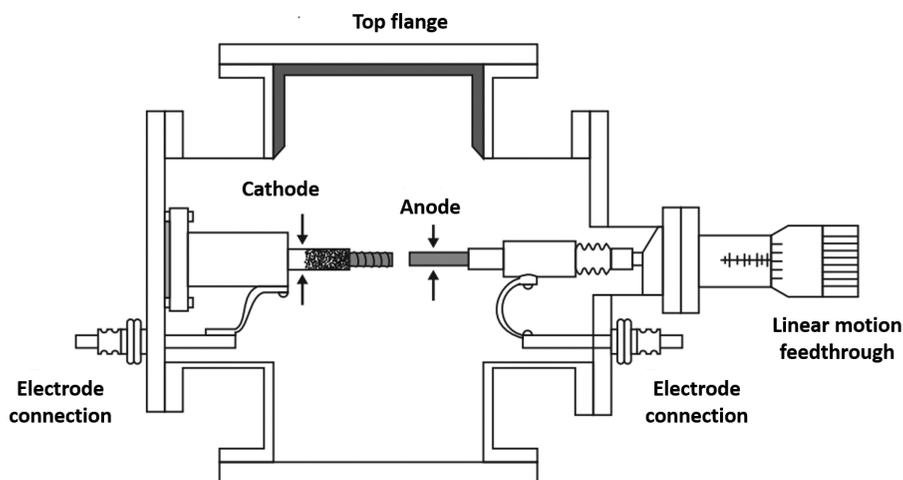 Top flange
Cathode
Anode
Linear motion
feedthrough
Electrode
connection
Electrode
connection